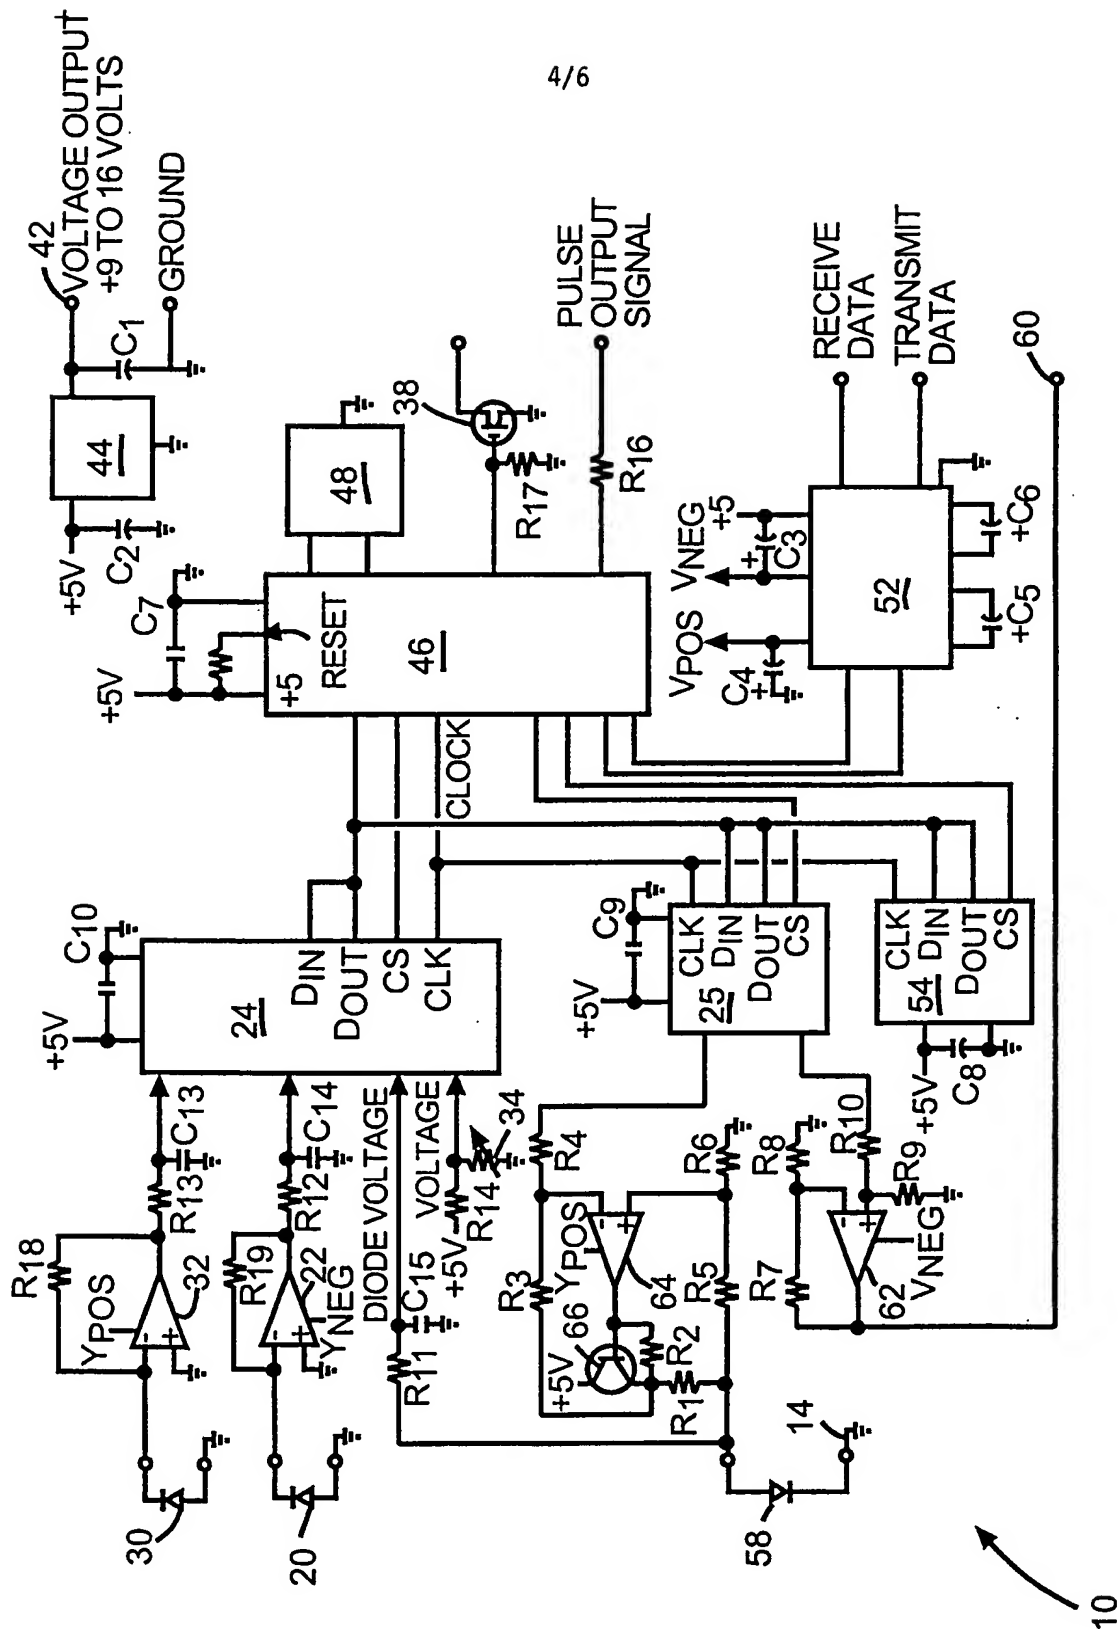 4/6
42
VOLTAGE OUTPUT
+9 TO 16 VOLTS
GROUND
C1
44
+5V
C2
48
38
R17
R16
PULSE
OUTPUT
SIGNAL
+5V
C7
+5
RESET
46
CLOCK
RECEIVE
DATA
TRANSMIT
DATA
60
VPOS
C4
+
VNEG
+5
+
C3
52
+C5
+C6
+5V
C10
24
DIN
DOUT
CS
CLK
+5V
C9
25
CLK
DIN
DOUT
CS
54
CLK
DIN
DOUT
CS
+5V
C8
R18
YPOS
-
+
32
R13
C13
30
R19
-
+
22
YNEG
R12
C14
20
DIODE VOLTAGE
R11
C15
VOLTAGE
+5V
R14
34
R3
R4
YPOS
-
+
64
66
+5V
R2
R1
R5
R6
R7
R8
-
+
62
VNEG
R9
R10
58
14
10